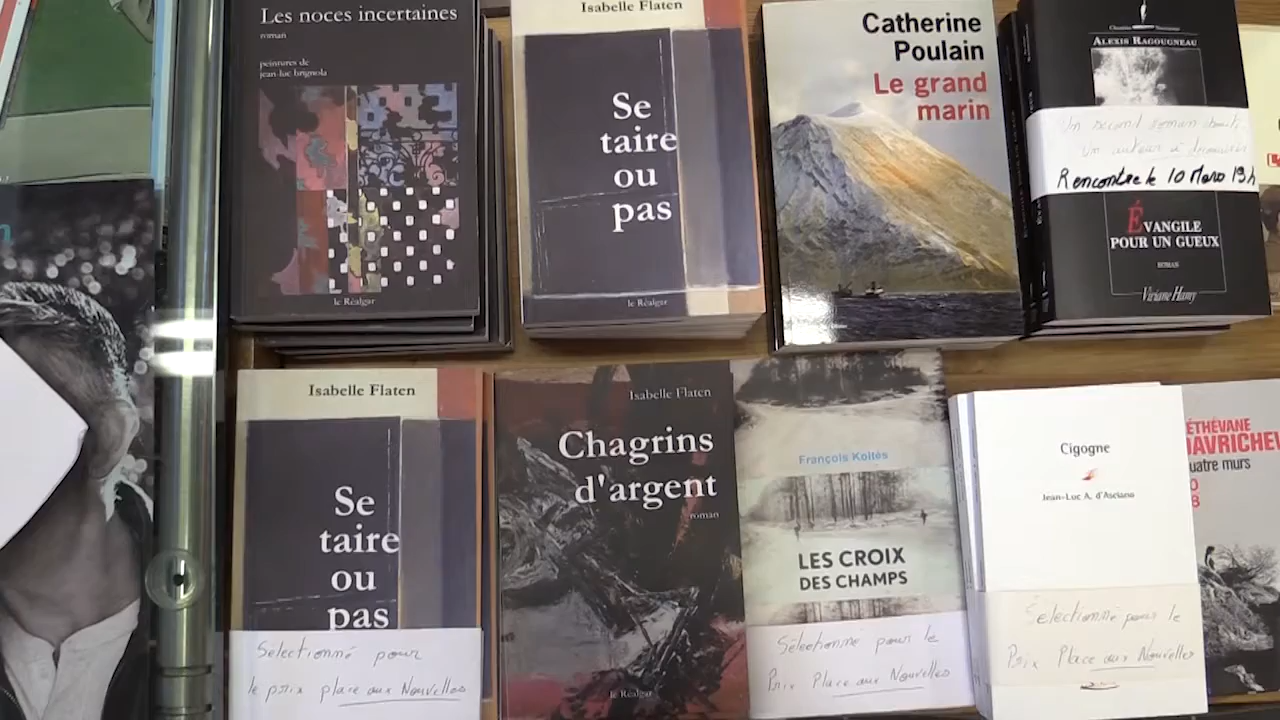 Les noces incertaines
roman
peintures de
jean-luc brignola
le Réalgar
Isabelle Flaten
Se
taire
ou
pas
le Réalgar
Catherine
Poulain
Le grand
marin
ALEXIS RAGOUGNEAU
Un second roman
Un auteur à
Rencontre le 10 Mars 19h
ÉVANGILE
POUR UN GUEUX
ROMAN
Viviane Hamy
Isabelle Flaten
Se
taire
ou
pas
Sélectionné pour
le prix place aux Nouvelles
Isabelle Flaten
Chagrins
d'argent
roman
le Réalgar
François Koltès
LES CROIX
DES CHAMPS
Sélectionné pour le
Prix Place aux Nouvelles
Cigogne
Jean-Luc A. d'Asciano
Sélectionné pour le
Prix Place aux Nouvelles
ÉTHÉVANE
DAVRICHEW
uatre murs